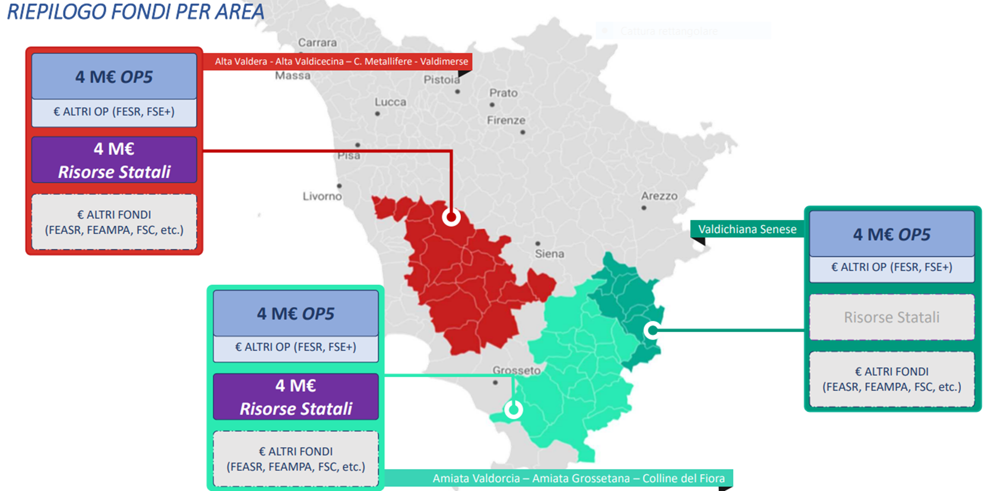 RIEPILOGO FONDI PER AREA
Cattura rettangolare
Carrara
Massa
Pistoia
Prato
Lucca
Firenze
Pisa
Livorno
Arezzo
Siena
Grosseto
Alta Valdera - Alta Valdicecina – C. Metallifere - Valdimerse
4 M€ OP5
€ ALTRI OP (FESR, FSE+)
4 M€
Risorse Statali
€ ALTRI FONDI
(FEASR, FEAMPA, FSC, etc.)
Valdichiana Senese
4 M€ OP5
€ ALTRI OP (FESR, FSE+)
Risorse Statali
€ ALTRI FONDI
(FEASR, FEAMPA, FSC, etc.)
4 M€ OP5
€ ALTRI OP (FESR, FSE+)
4 M€
Risorse Statali
€ ALTRI FONDI
(FEASR, FEAMPA, FSC, etc.)
Amiata Valdorcia – Amiata Grossetana – Colline del Fiora